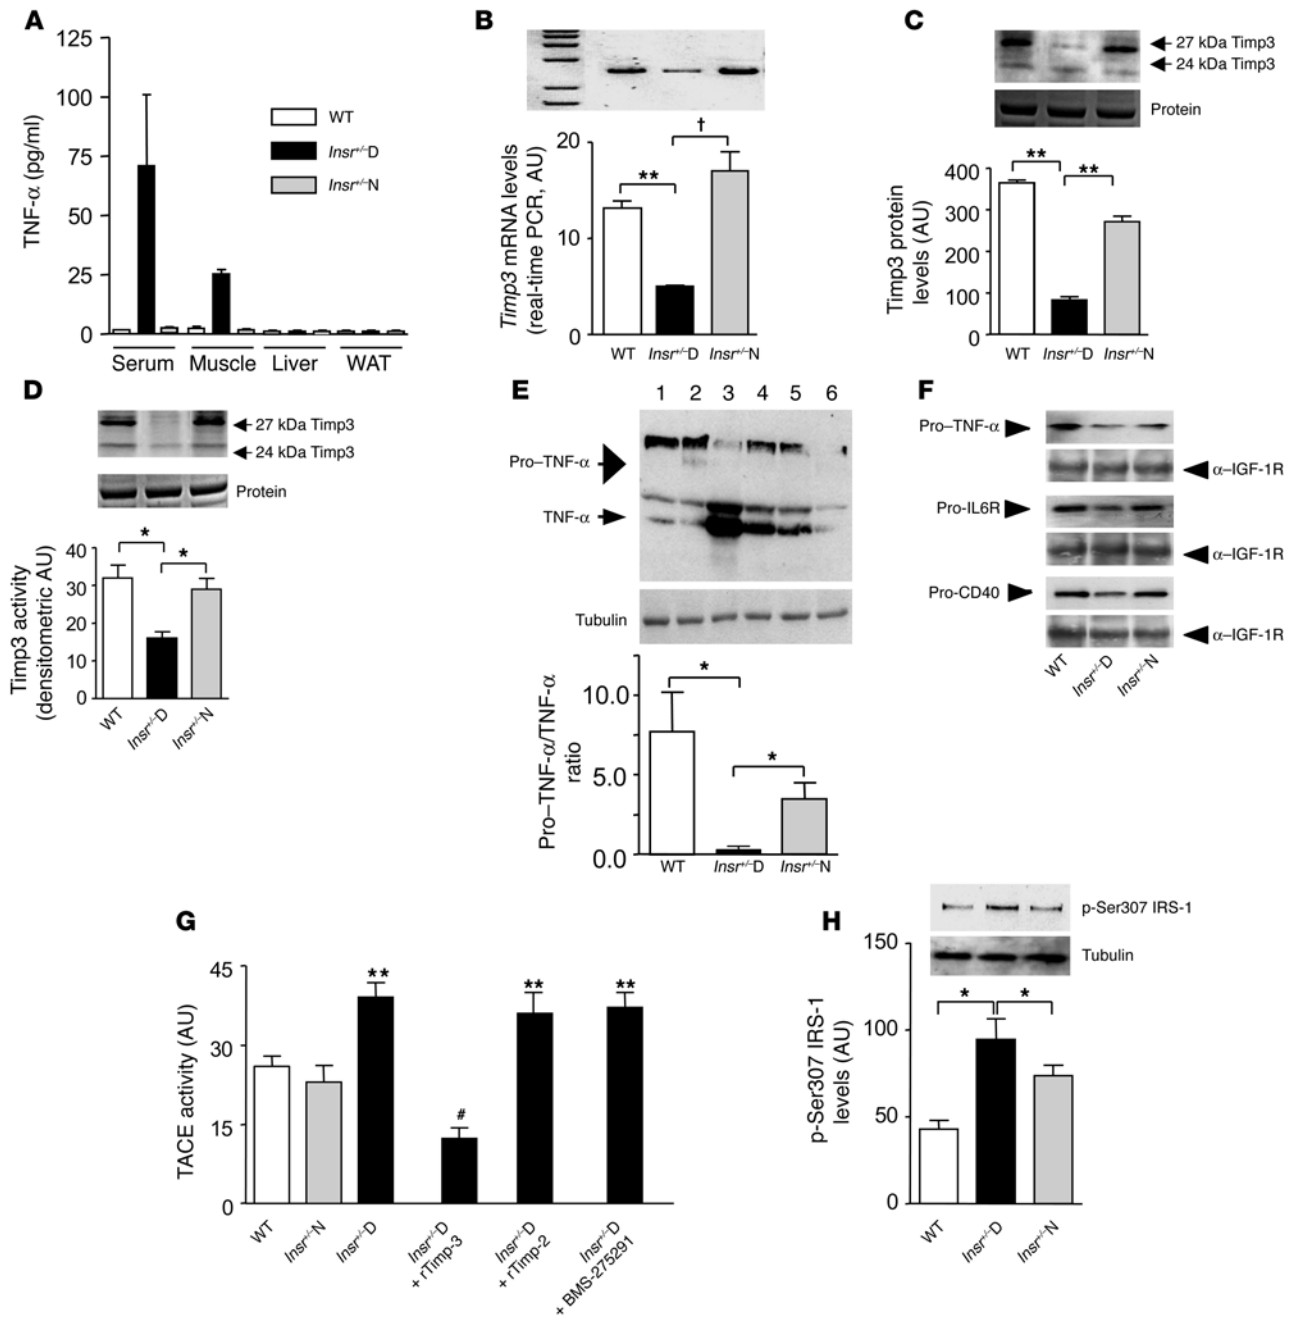 A
125
100
75
50
25
0
TNF-α (pg/ml)
WT
Insr+/–D
Insr+/–N
Serum Muscle Liver WAT
B
†
**
20
10
0
Timp3 mRNA levels
(real-time PCR, AU)
WT Insr+/–D Insr+/–N
C
27 kDa Timp3
24 kDa Timp3
Protein
** **
400
300
200
100
0
Timp3 protein
levels (AU)
WT Insr+/–D Insr+/–N
D
27 kDa Timp3
24 kDa Timp3
Protein
* *
40
30
20
10
0
Timp3 activity
(densitometric AU)
WT Insr+/–D Insr+/–N
E
1 2 3 4 5 6
Pro–TNF-α
TNF-α
Tubulin
* *
10.0
5.0
0.0
Pro–TNF-α/TNF-α
ratio
WT Insr+/–D Insr+/–N
F
Pro–TNF-α
α–IGF-1R
Pro-IL6R
α–IGF-1R
Pro-CD40
α–IGF-1R
WT Insr+/–D Insr+/–N
G
45
30
15
0
TACE activity (AU)
** # ** **
WT
Insr+/–N
Insr+/–D
Insr+/–D
+ rTimp-3
Insr+/–D
+ rTimp-2
Insr+/–D
+ BMS-275291
H
p-Ser307 IRS-1
Tubulin
* *
150
100
50
0
p-Ser307 IRS-1
levels (AU)
WT Insr+/–D Insr+/–N